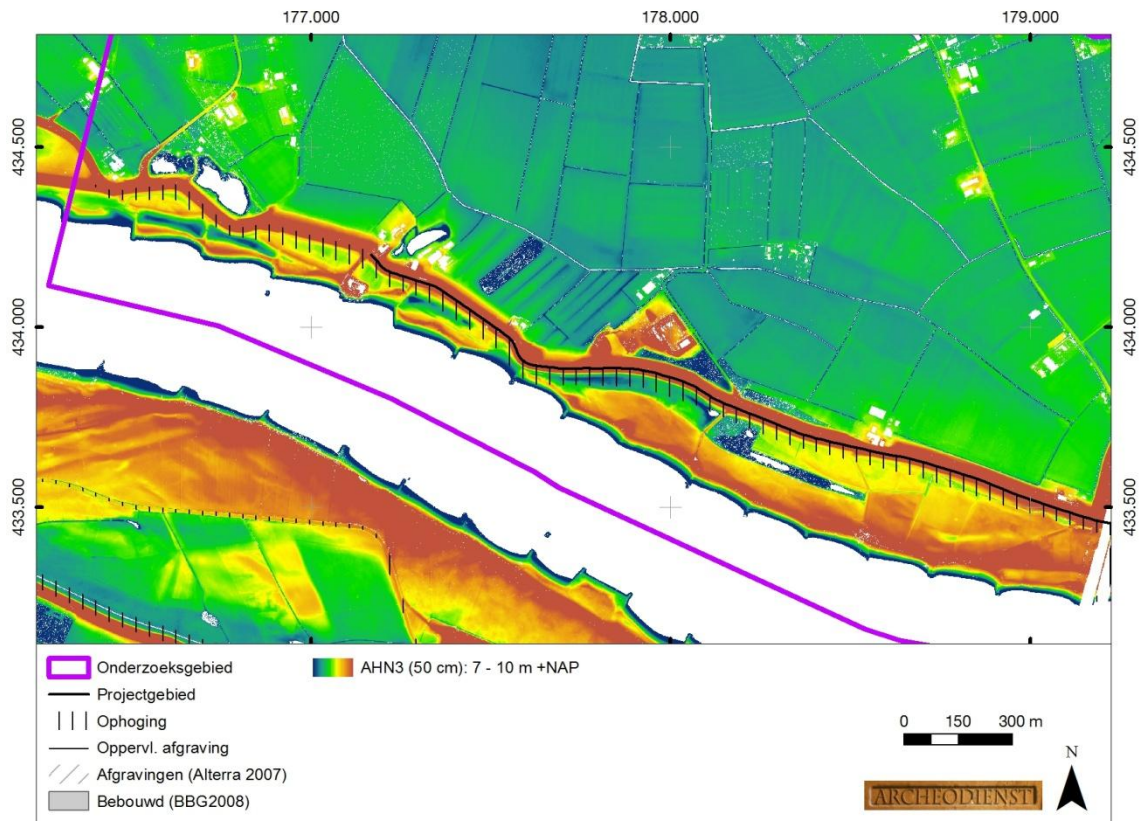 177.000 178.000 179.000
434.500 434.500
434.000 434.000
433.500 433.500
Onderzoeksgebied
AHN3 (50 cm): 7 - 10 m +NAP
Projectgebied
Ophoging
Oppervl. afgraving
Afgravingen (Alterra 2007)
Bebouwd (BBG2008)
0 150 300 m
N
ARCHEODIENST